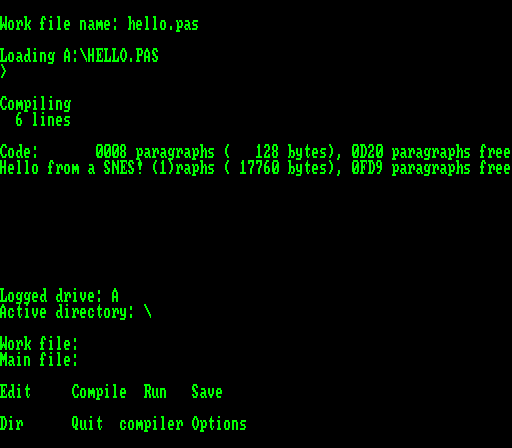 Work file name: hello.pas
Loading A:\HELLO.PAS
>
Compiling
  6 lines
Code:       0008 paragraphs (   128 bytes), 0D20 paragraphs free
Hello from a SNES! (1)raphs ( 17760 bytes), 0FD9 paragraphs free
Logged drive: A
Active directory: \
Work file:
Main file:
Edit     Compile  Run   Save
Dir      Quit  compiler Options